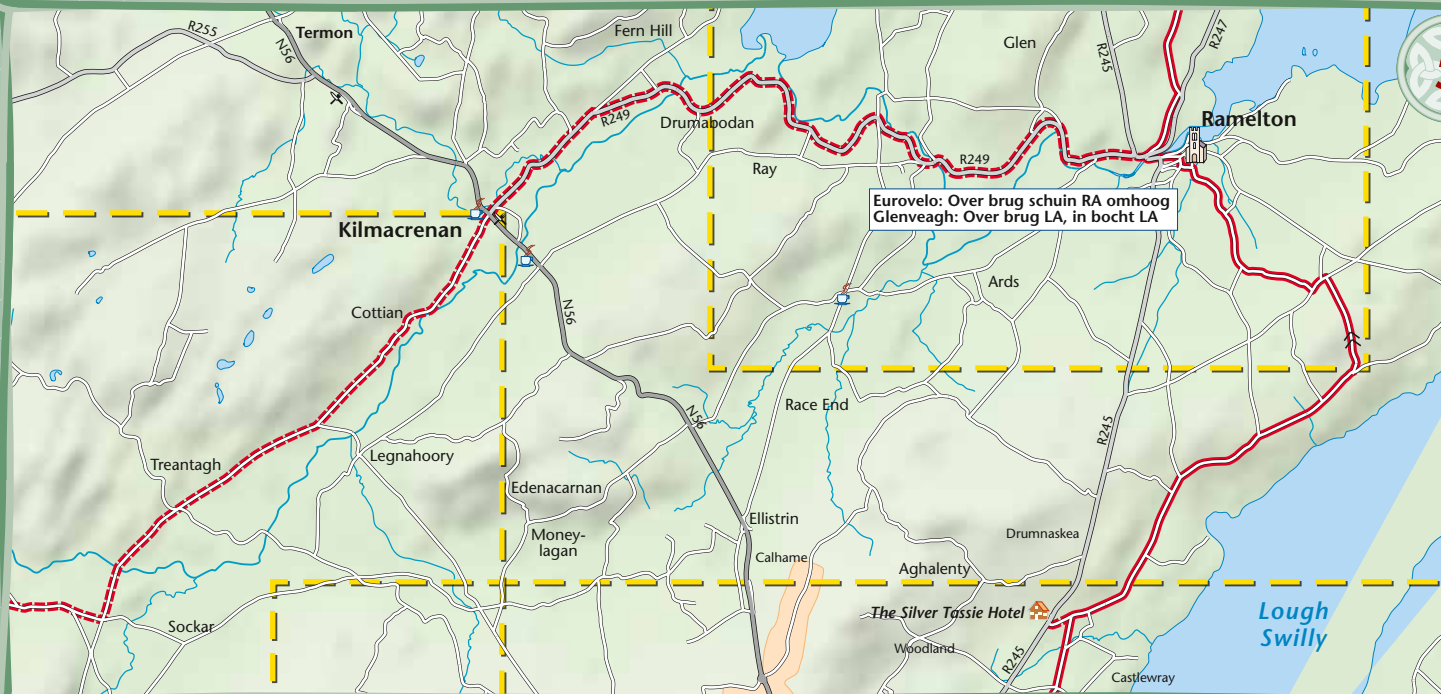 R255
N56
Termon
Fern Hill
Glen
R245
R247
Ramelton
R249
Drumabodan
Ray
R249
Eurovelo: Over brug schuin RA omhoog
Glenveagh: Over brug LA, in bocht LA
Kilmacrenan
Cottian
N56
Ards
Race End
N56
R245
Treantagh
Legnahoory
Edenacarnan
Money-
lagan
Ellistrin
Calhame
Drumnaskea
Aghalenty
The Silver Tassie Hotel
Sockar
Woodland
R245
Castlewray
Lough
Swilly